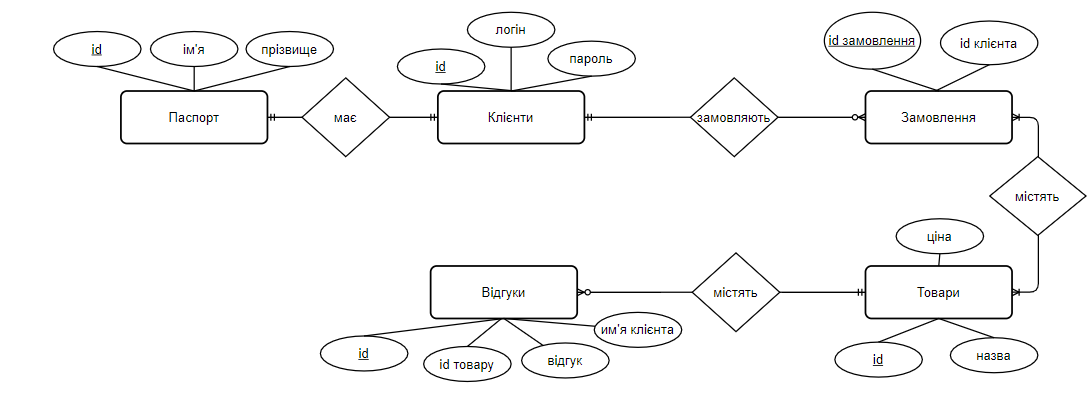 id
ім'я
прізвище
Паспорт
має
id
логін
пароль
Клієнти
замовляють
id замовлення
id клієнта
Замовлення
містять
ціна
Товари
id
назва
містять
Відгуки
id
id товару
відгук
им'я клієнта